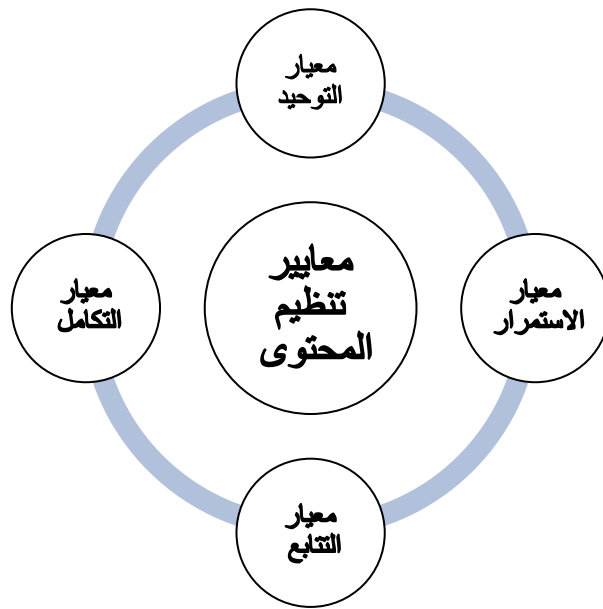 معيار
التوحيد
معايير
تنظيم
المحتوى
معيار
الاستمرار
معيار
التكامل
معيار
التتابع